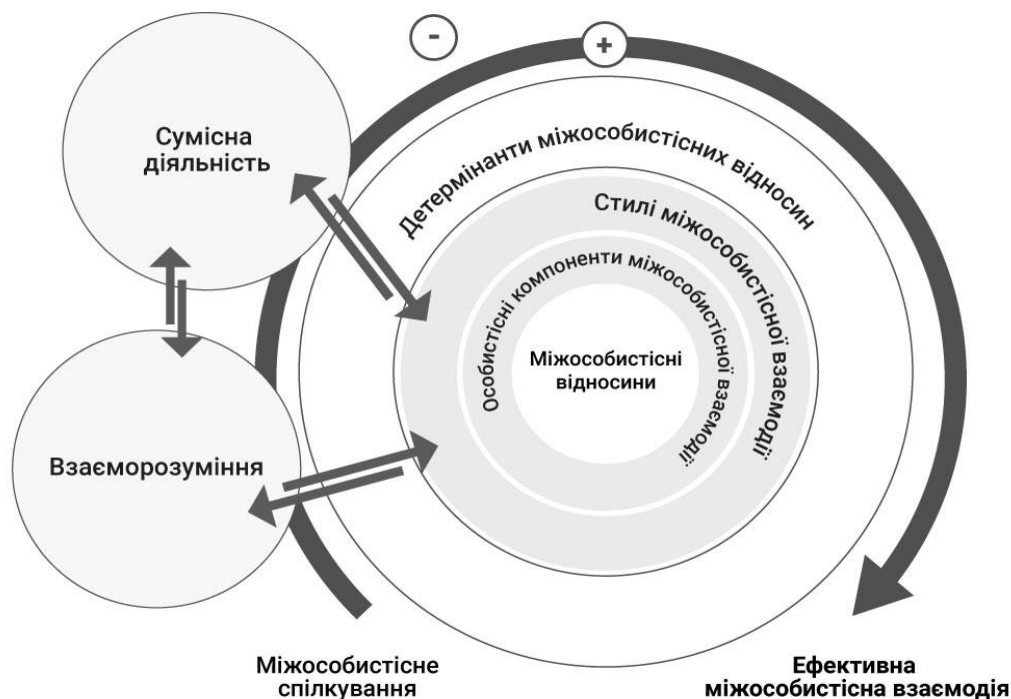 -
+
Сумісна
діяльність
Детермінанти міжособистісних відносин
Стилі міжособистісної взаємодії
Особистісні компоненти міжособистісної взаємодії
Міжособистісні
відносини
Взаєморозуміння
Міжособистісне
спілкування
Ефективна
міжособистісна взаємодія